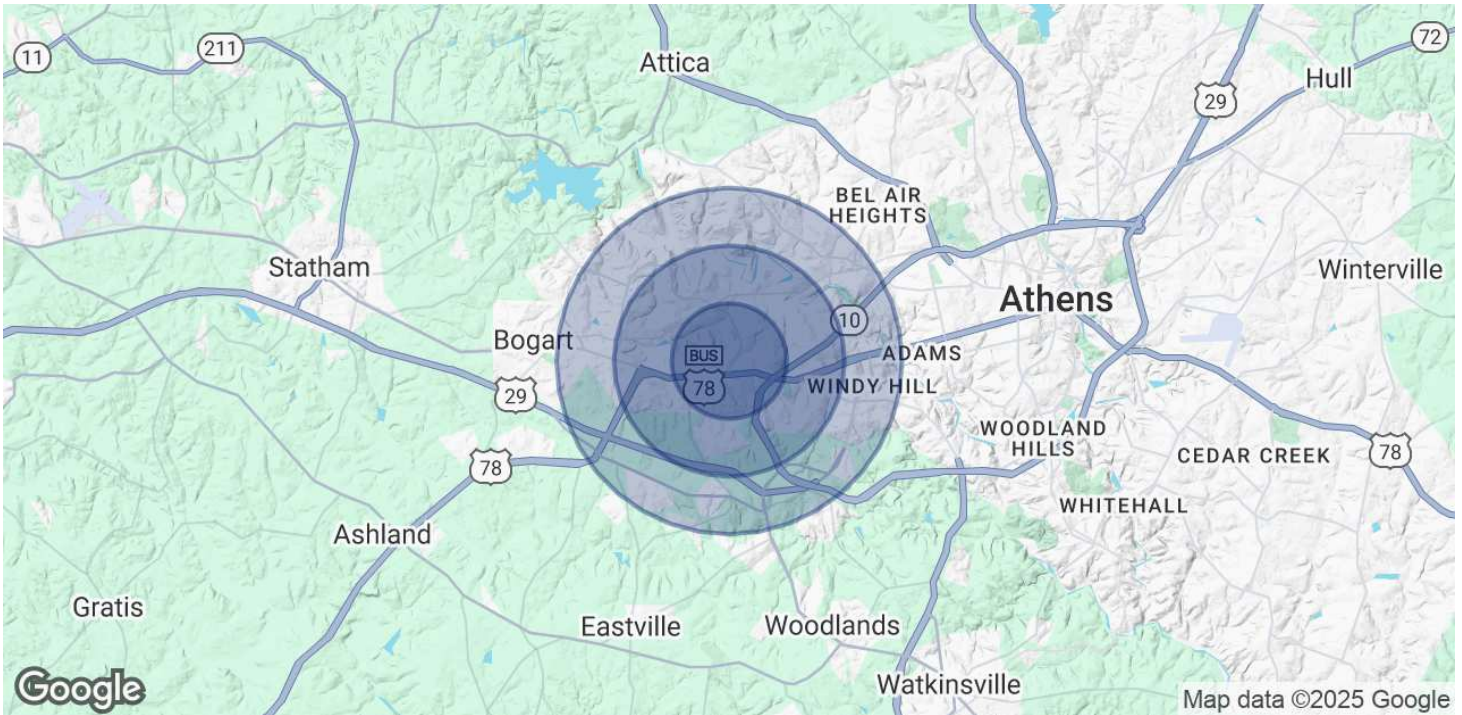 11
211
Attica
72
Hull
29
BEL AIR
HEIGHTS
Statham
Winterville
Athens
10
Bogart
BUS
78
ADAMS
WINDY HILL
29
WOODLAND
HILLS
CEDAR CREEK
78
78
WHITEHALL
Ashland
Gratis
Eastville
Woodlands
Watkinsville
Google
Map data ©2025 Google